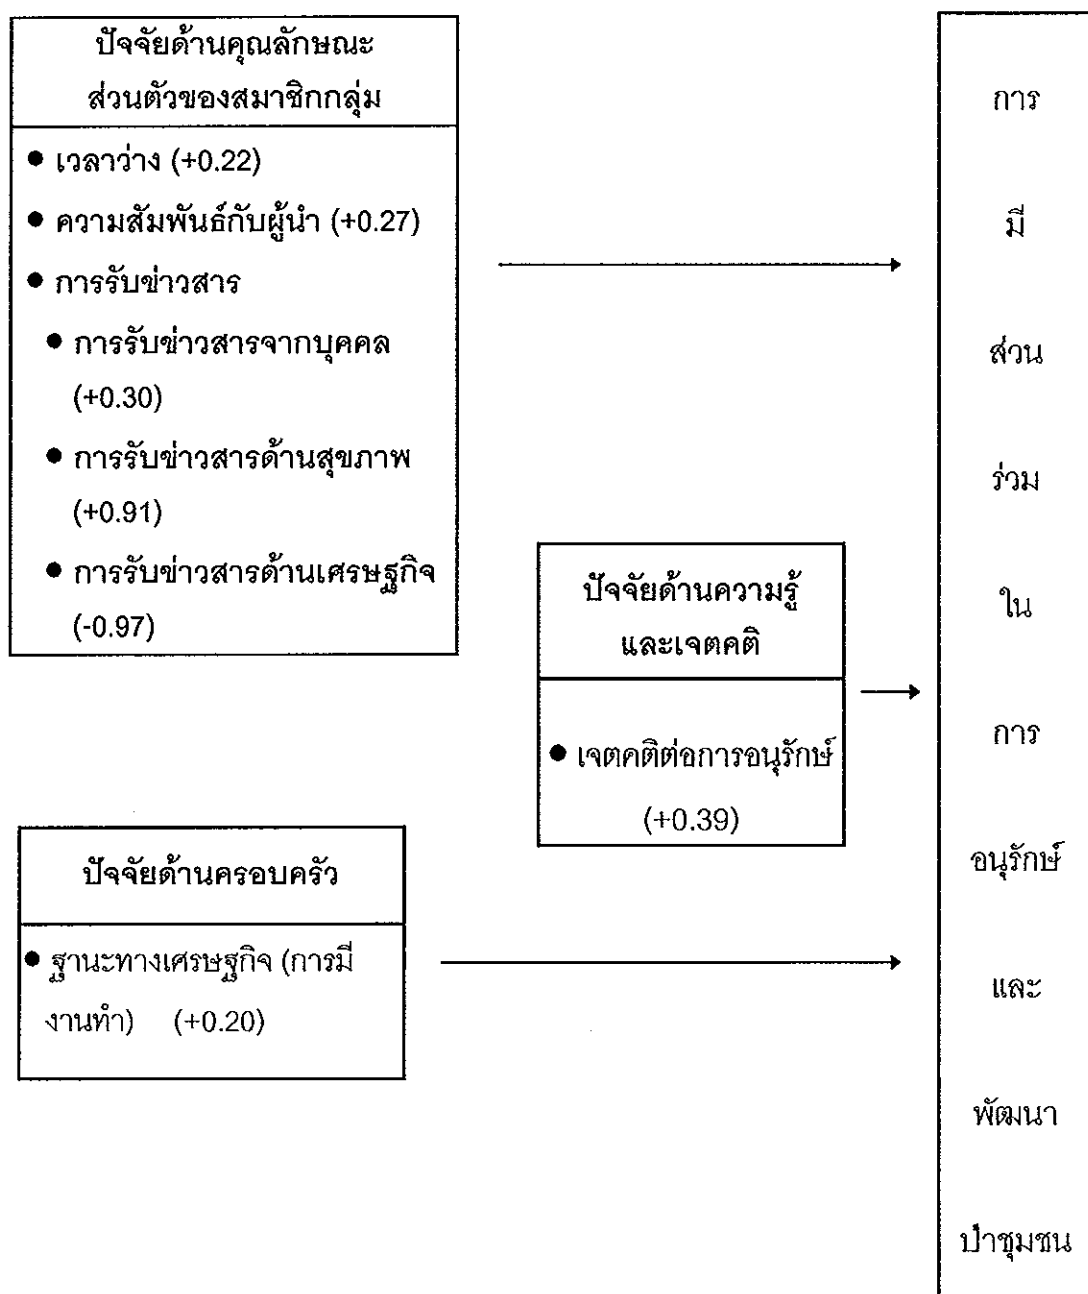 ปัจจัยด้านคุณลักษณะ
ส่วนตัวของสมาชิกกลุ่ม
● เวลาว่าง (+0.22)
● ความสัมพันธ์กับผู้นำ (+0.27)
● การรับข่าวสาร
● การรับข่าวสารจากบุคคล
(+0.30)
● การรับข่าวสารด้านสุขภาพ
(+0.91)
● การรับข่าวสารด้านเศรษฐกิจ
(-0.97)
ปัจจัยด้านความรู้
และเจตคติ
● เจตคติต่อการอนุรักษ์
(+0.39)
ปัจจัยด้านครอบครัว
● ฐานะทางเศรษฐกิจ (การมี
งานทำ) (+0.20)
การ
มี
ส่วน
ร่วม
ใน
การ
อนุรักษ์
และ
พัฒนา
ป่าชุมชน